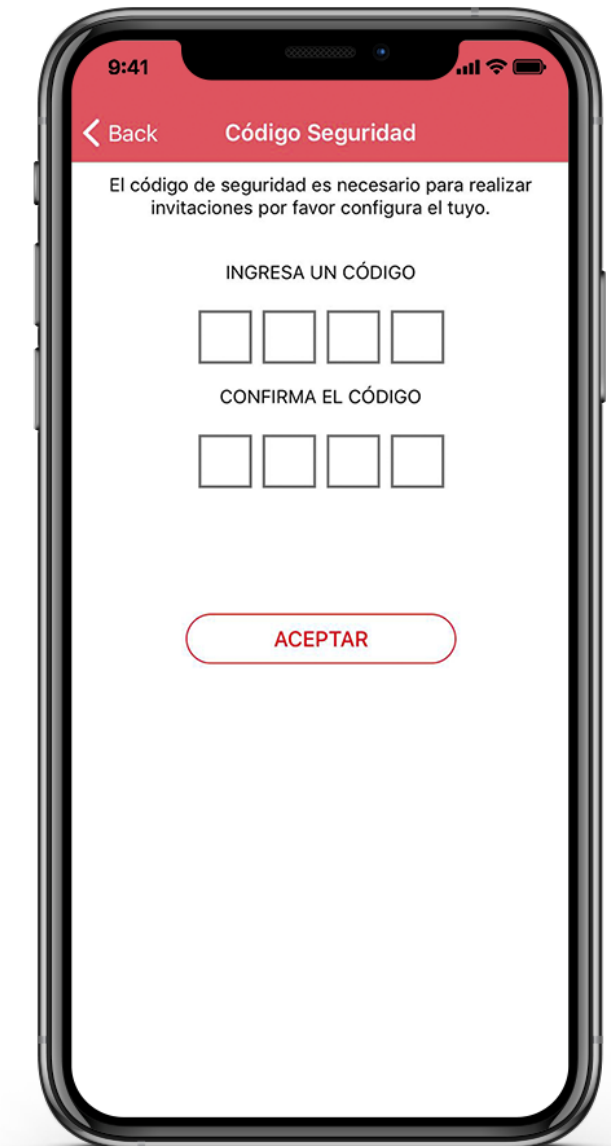 9:41
Back Código Seguridad
El código de seguridad es necesario para realizar
invitaciones por favor configura el tuyo.
INGRESA UN CÓDIGO
CONFIRMA EL CÓDIGO
ACEPTAR